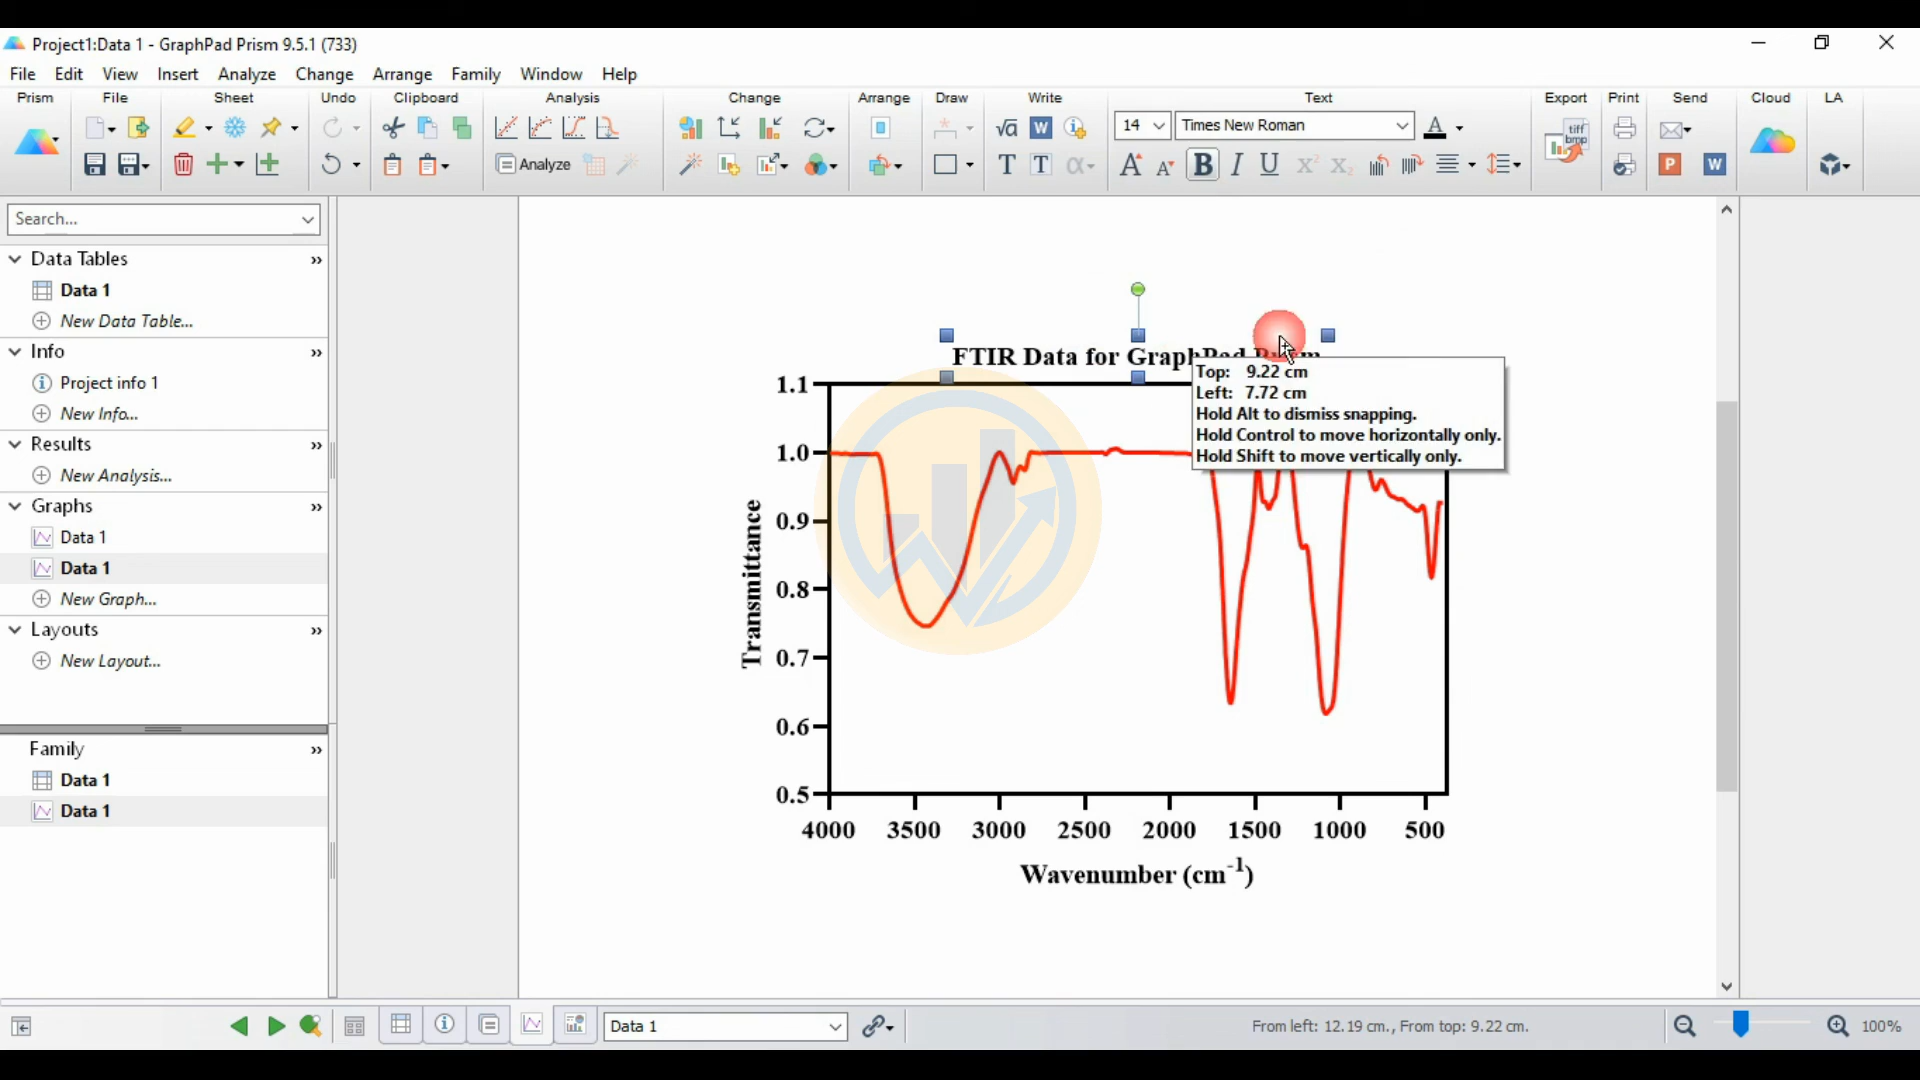 Project1:Data 1 - GraphPad Prism 9.5.1 (733)
File Edit View Insert Analyze Change Arrange Family Window Help
Prism File Sheet Undo Clipboard Analysis Change Arrange Draw Write Text Export Print Send Cloud LA
14 Times New Roman
Analyze
tiff
bmp
Search...
Data Tables
Data 1
New Data Table...
Info
Project info 1
New Info...
Results
New Analysis...
Graphs
Data 1
Data 1
New Graph...
Layouts
New Layout...
Family
Data 1
Data 1
FTIR Data for GraphPad Prism
Top: 9.22 cm
Left: 7.72 cm
Hold Alt to dismiss snapping.
Hold Control to move horizontally only.
Hold Shift to move vertically only.
1.1
1.0
0.9
0.8
0.7
0.6
0.5
Transmittance
4000 3500 3000 2500 2000 1500 1000 500
Wavenumber (cm⁻¹)
Data 1
From left: 12.19 cm., From top: 9.22 cm.
100%